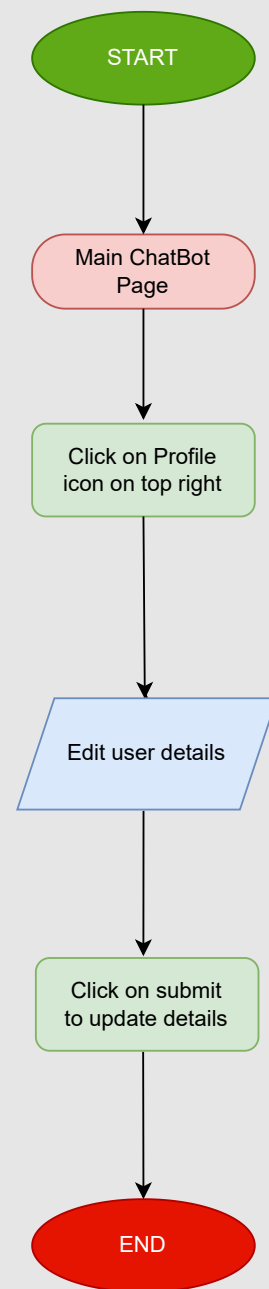 START
Main ChatBot
Page
Click on Profile
icon on top right
Edit user details
Click on submit
to update details
END